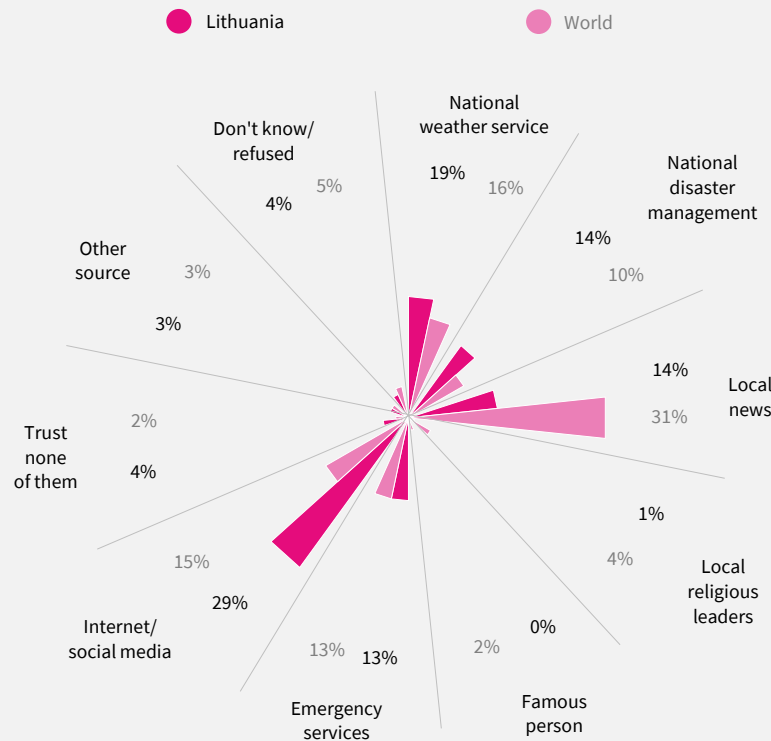 Lithuania
World
National
weather service
19%
16%
National
disaster
management
14%
10%
Local
news
14%
31%
Local
religious
leaders
1%
4%
Famous
person
0%
2%
Emergency
services
13%
13%
Internet/
social media
29%
15%
Trust
none
of them
4%
2%
Other
source
3%
3%
Don't know/
refused
4%
5%